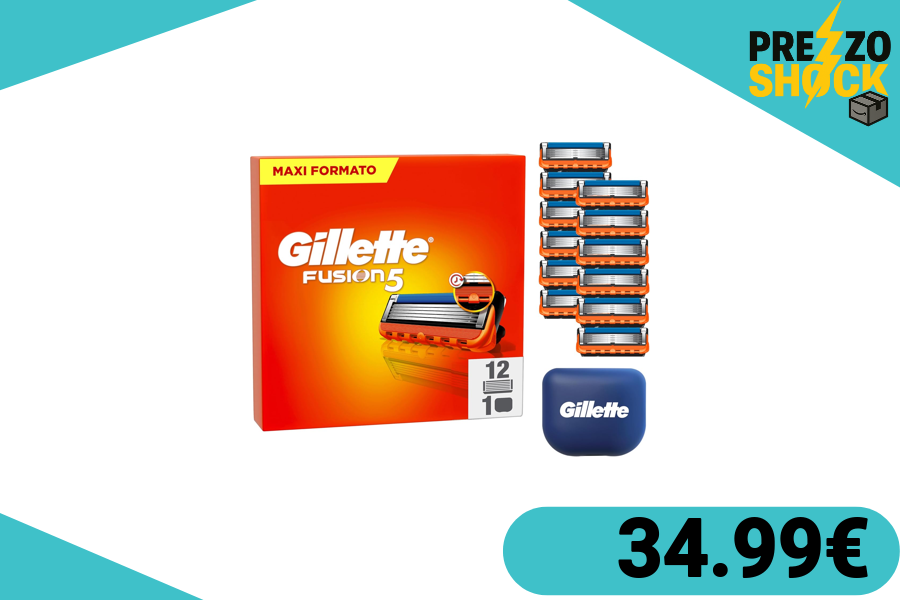 PREZZO
SHOCK
MAXI FORMATO
Gillette®
FUSION5
12
1
Gillette
34.99€